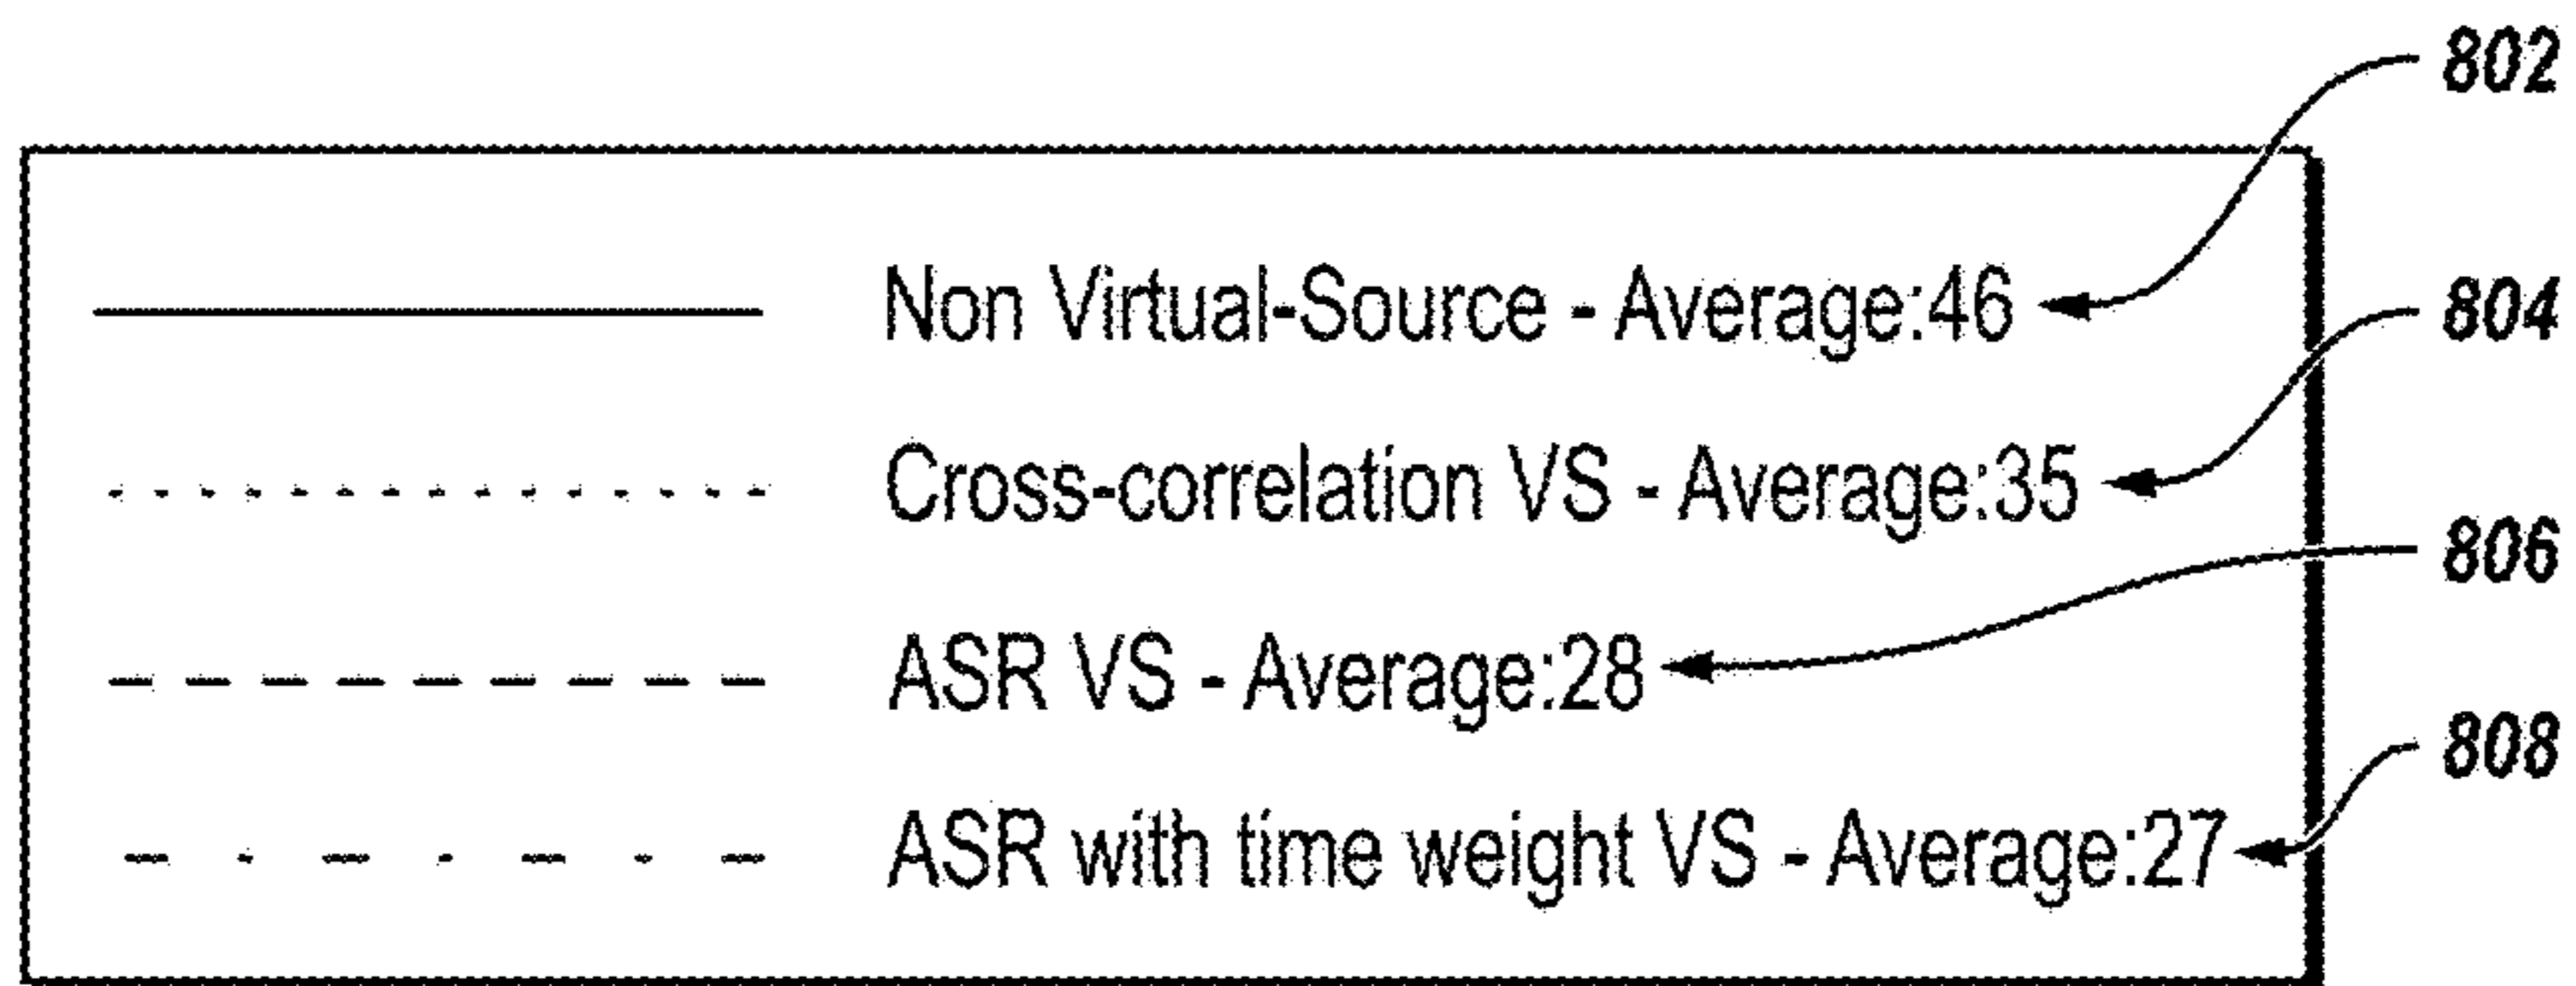 802
Non Virtual-Source - Average:46
804
Cross-correlation VS - Average:35
806
ASR VS - Average:28
808
ASR with time weight VS - Average:27